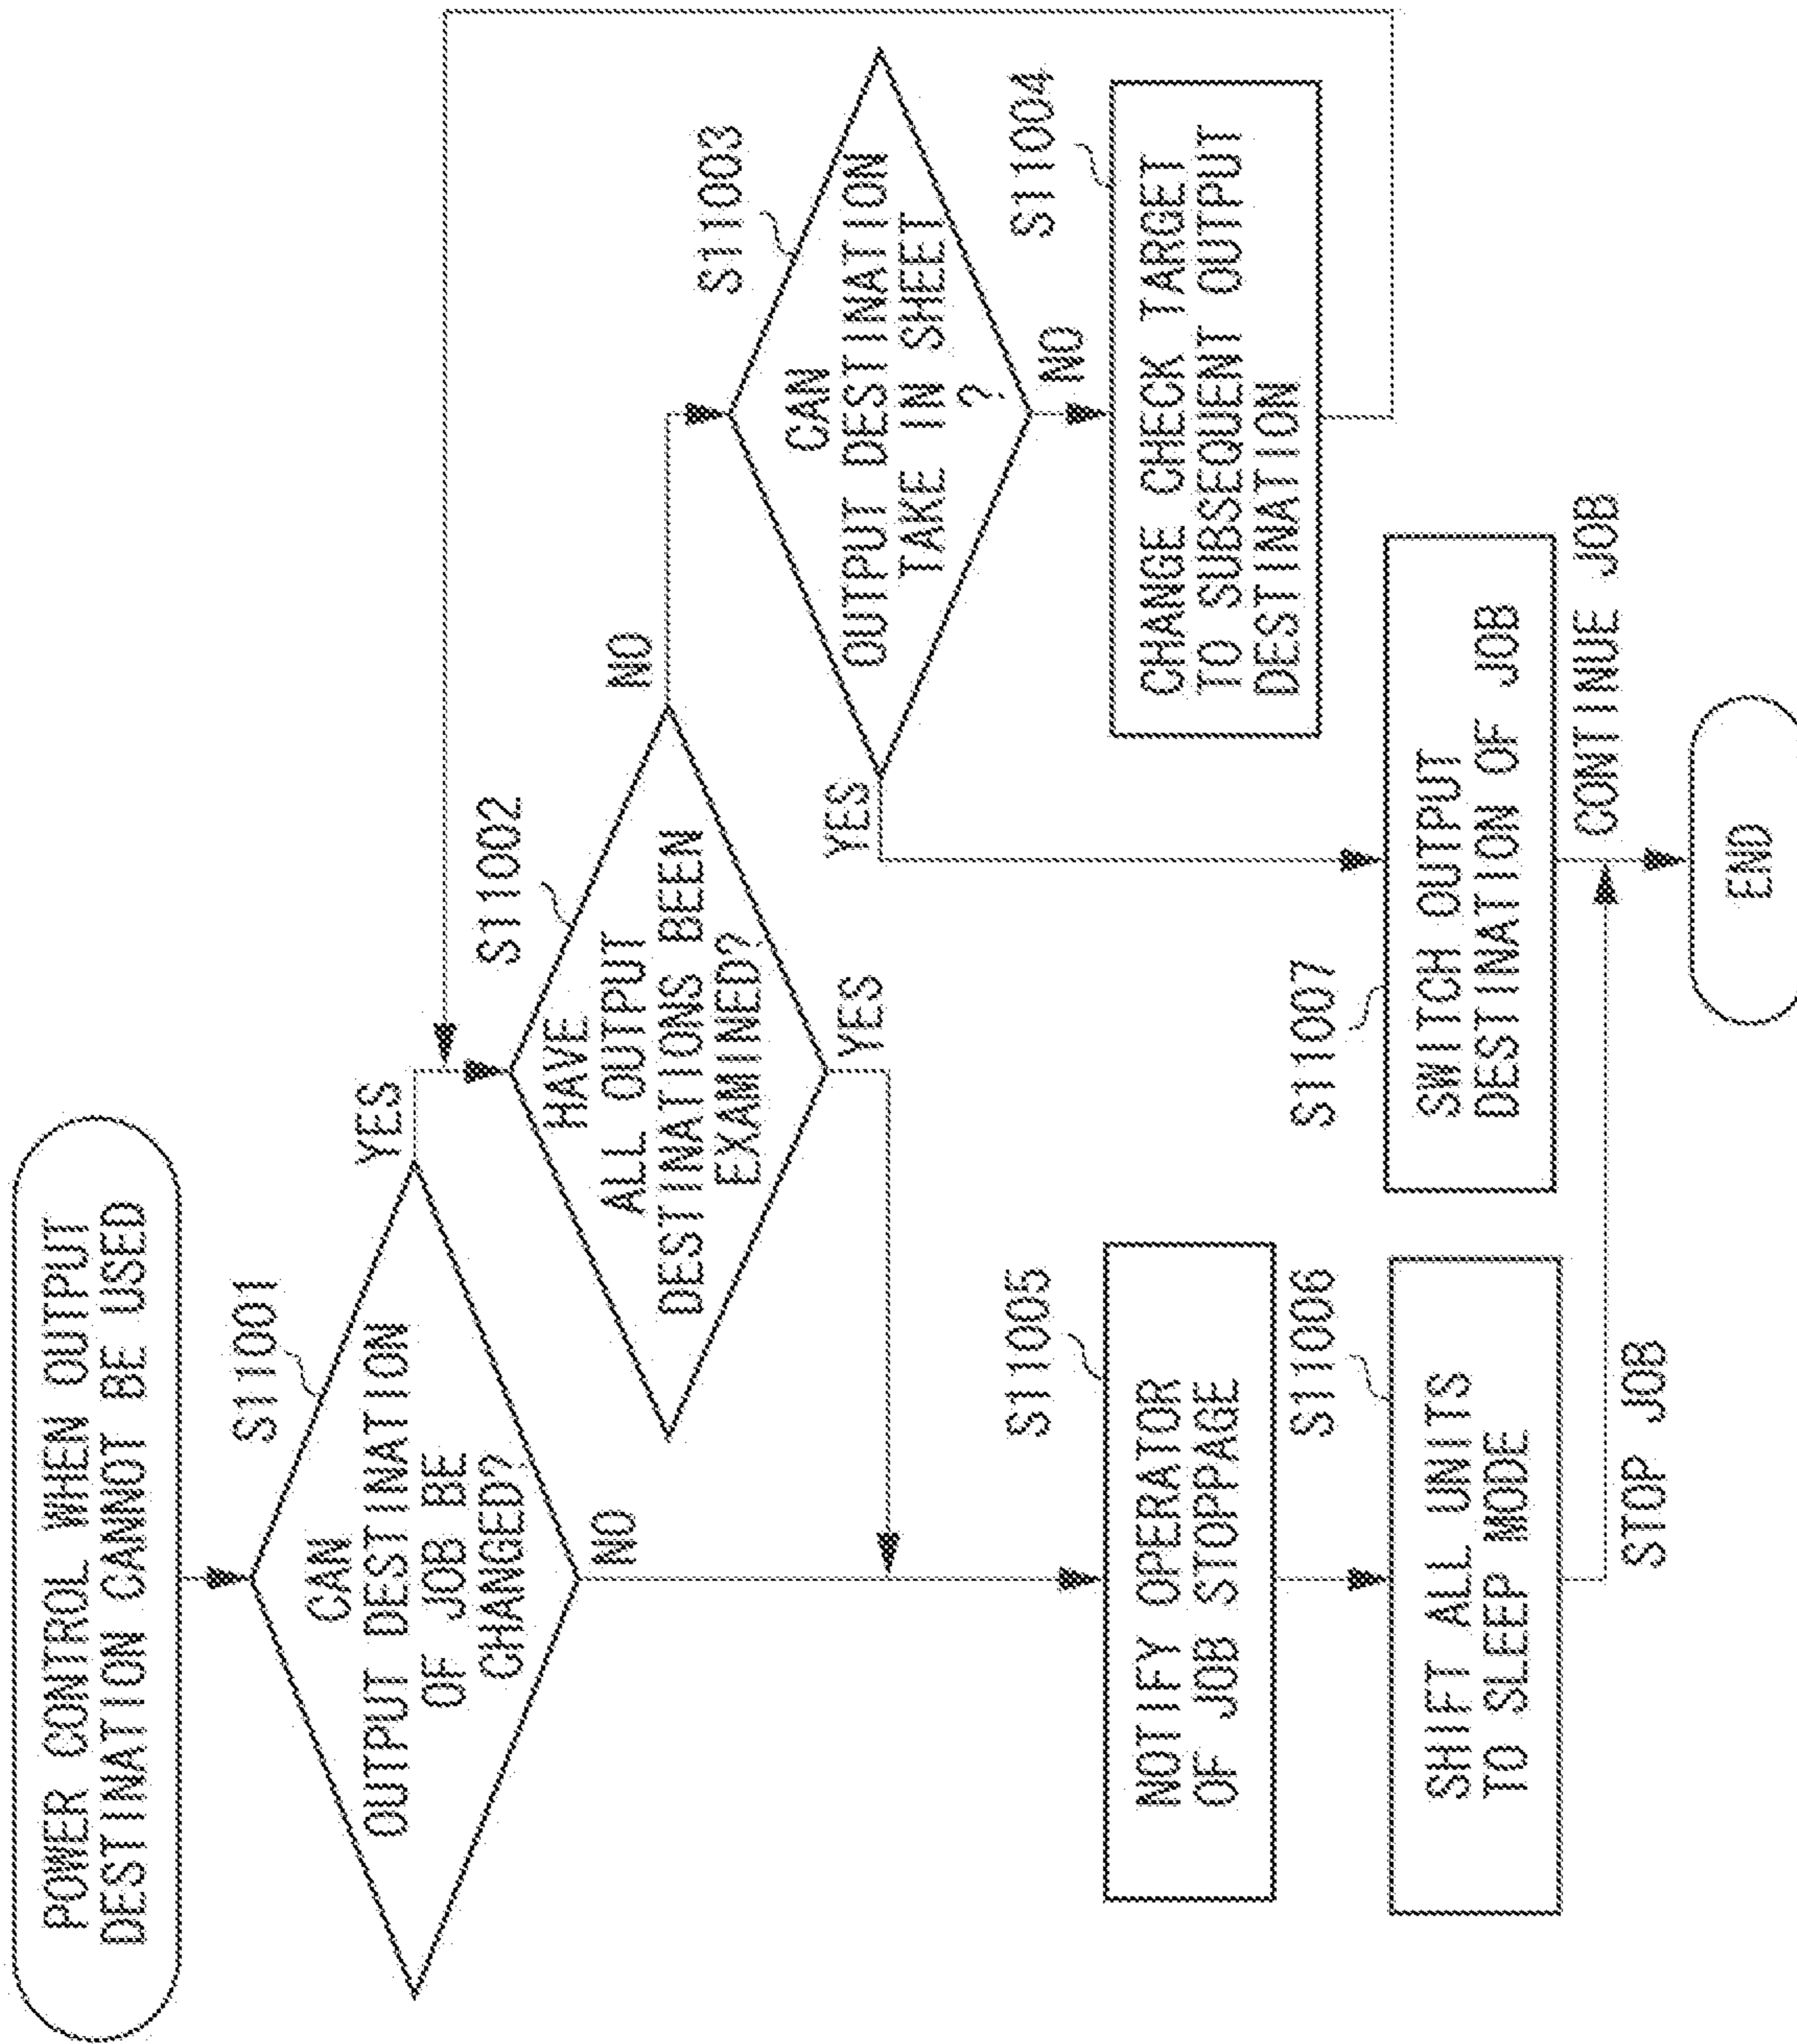 POWER CONTROL WHEN OUTPUT
DESTINATION CANNOT BE USED
S11001
CAN
OUTPUT DESTINATION
OF JOB BE
CHANGED?
YES
NO
S11002
HAVE
ALL OUTPUT
DESTINATIONS BEEN
EXAMINED?
NO
YES
S11003
CAN
OUTPUT DESTINATION
TAKE IN SHEET
?
YES
NO
S11004
CHANGE CHECK TARGET
TO SUBSEQUENT OUTPUT
DESTINATION
S11005
NOTIFY OPERATOR
OF JOB STOPPAGE
S11006
SHIFT ALL UNITS
TO SLEEP MODE
STOP JOB
S11007
SWITCH OUTPUT
DESTINATION OF JOB
CONTINUE JOB
END